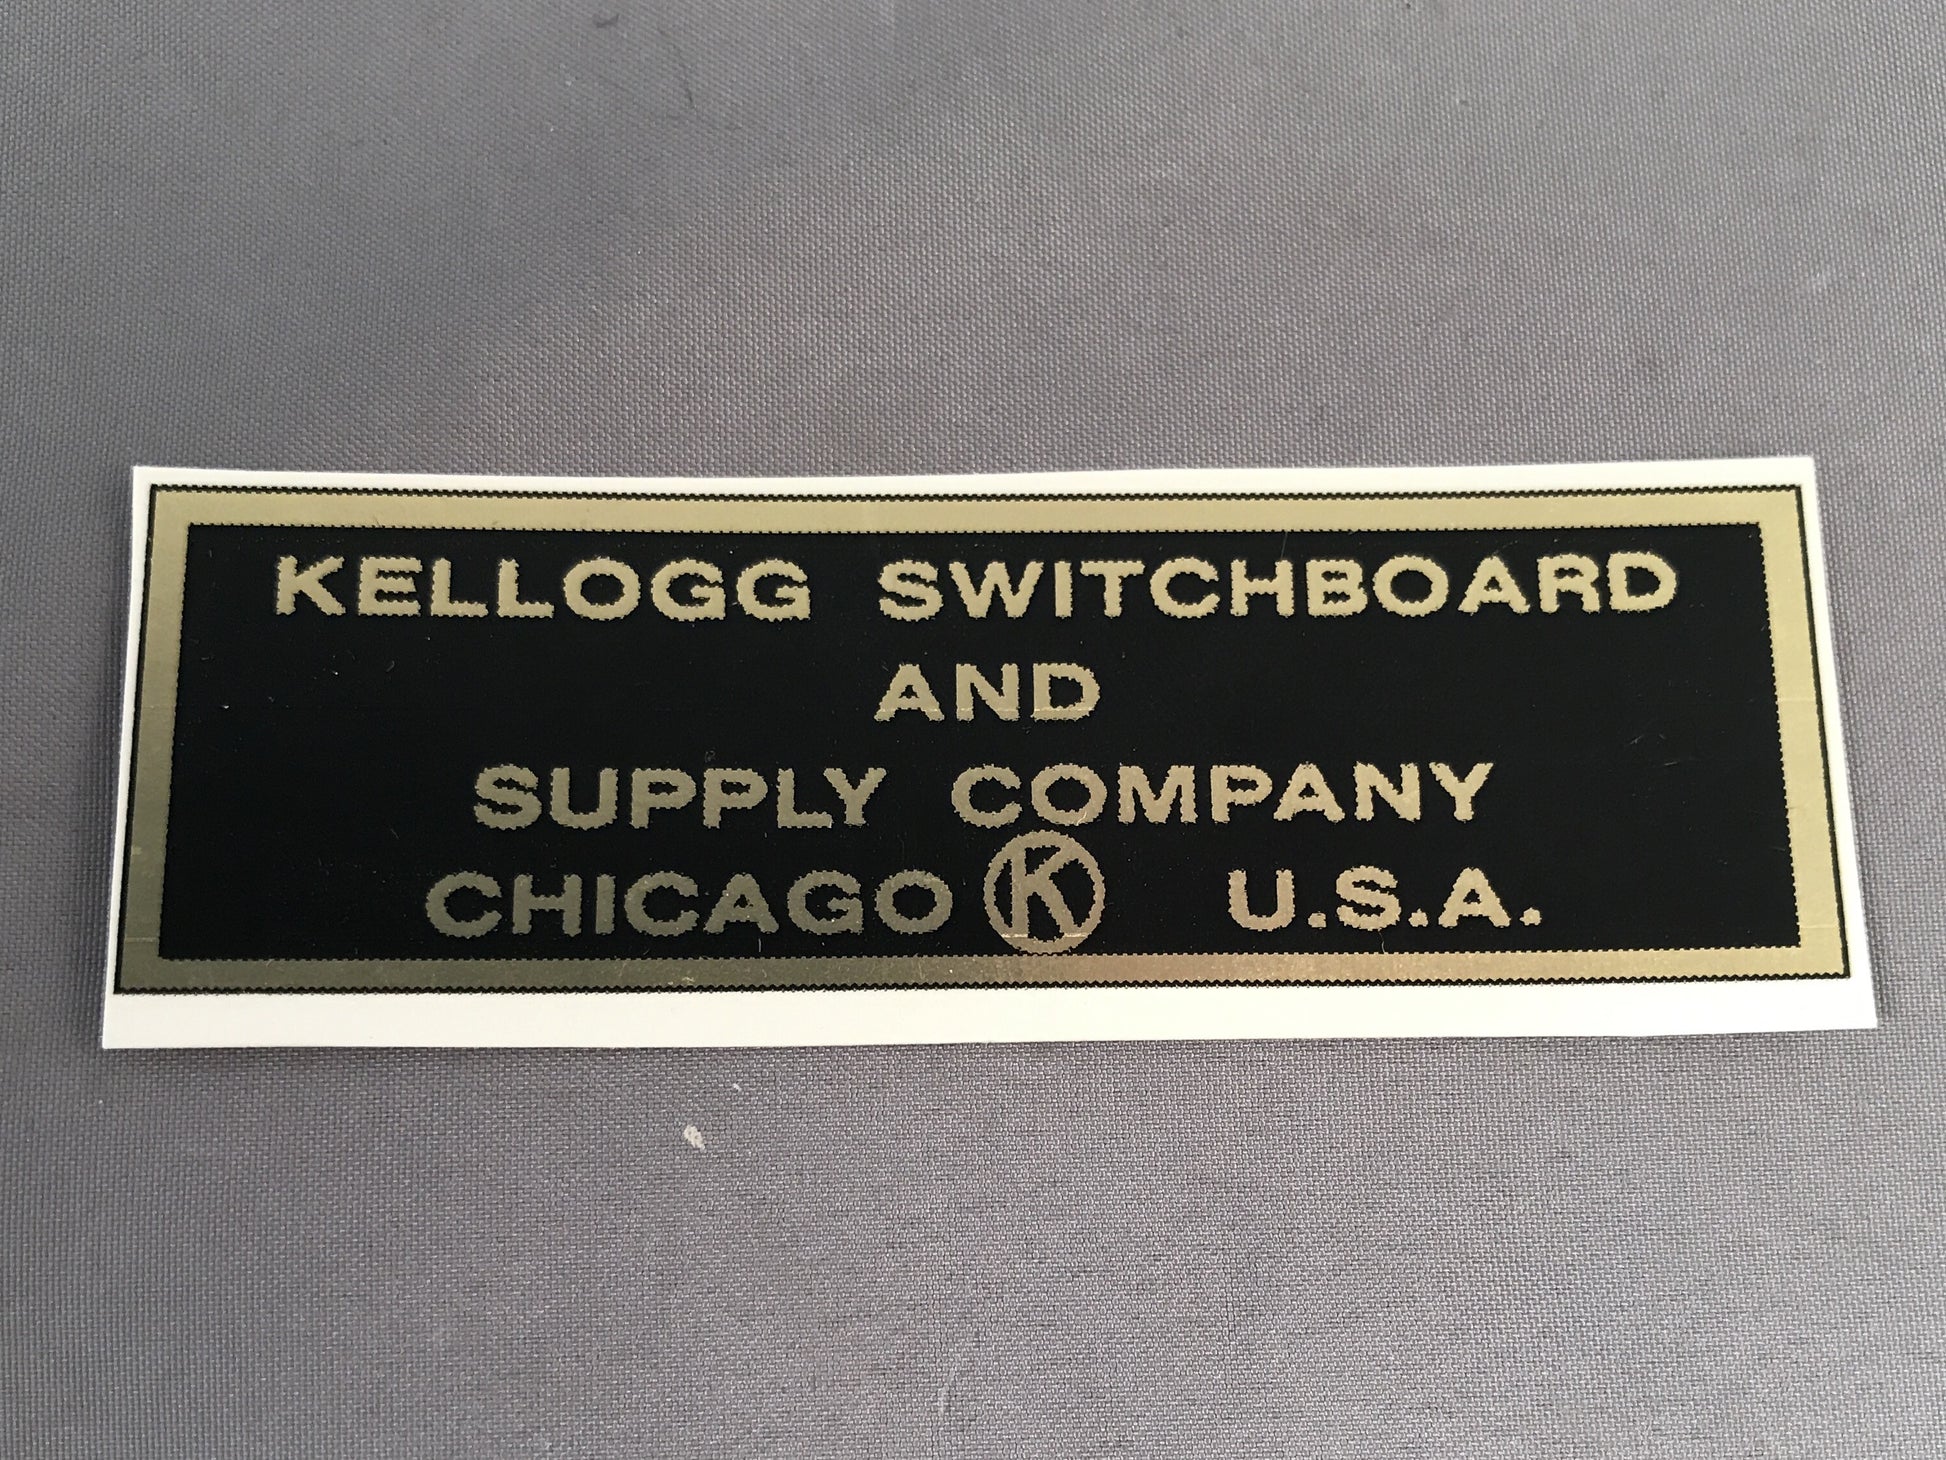 KELLOGG SWITCHBOARD
AND
SUPPLY COMPANY
CHICAGO K U.S.A.